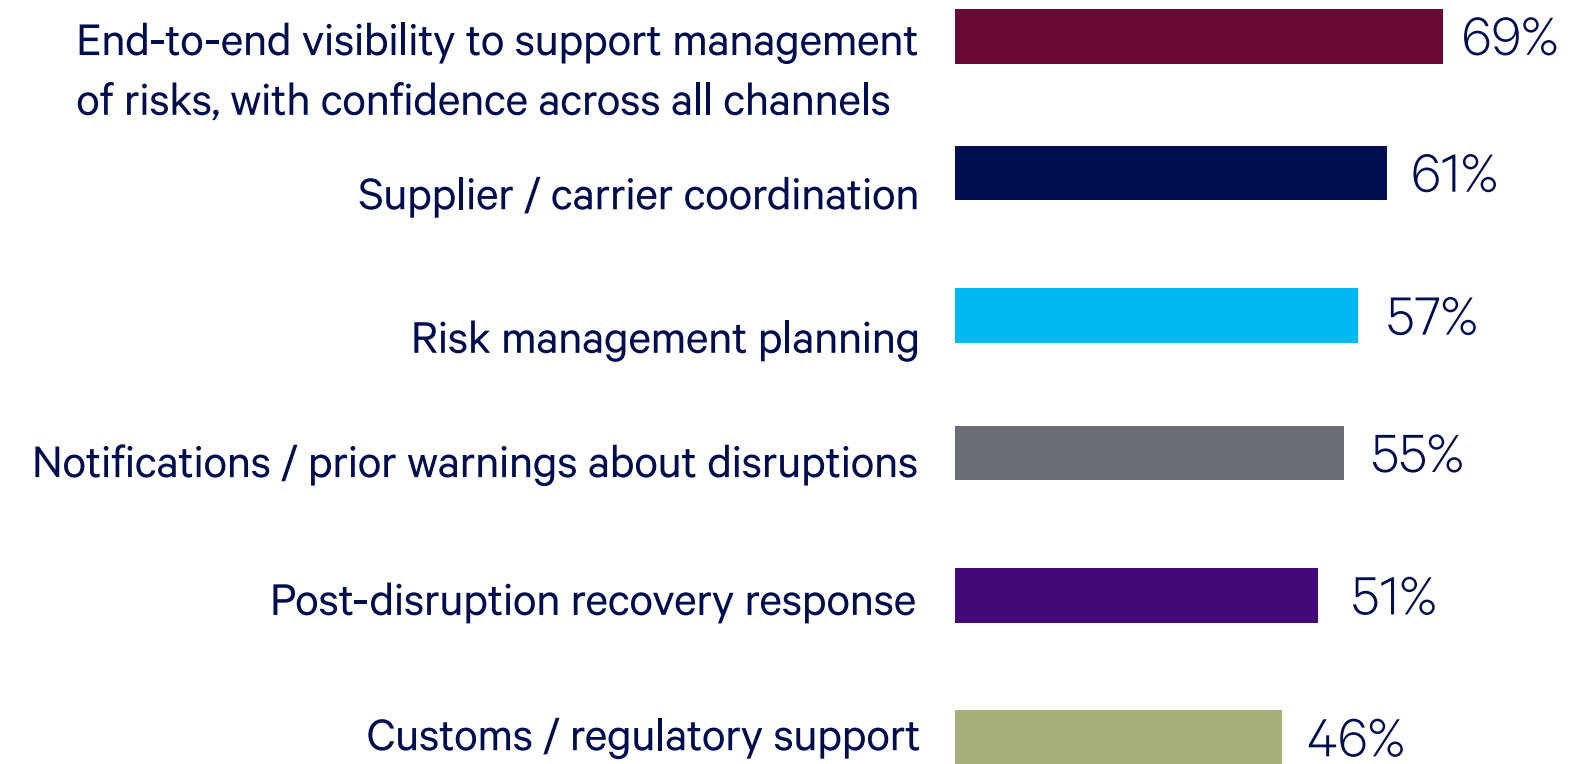 End-to-end visibility to support management
of risks, with confidence across all channels
69%
Supplier / carrier coordination
61%
Risk management planning
57%
Notifications / prior warnings about disruptions
55%
Post-disruption recovery response
51%
Customs / regulatory support
46%